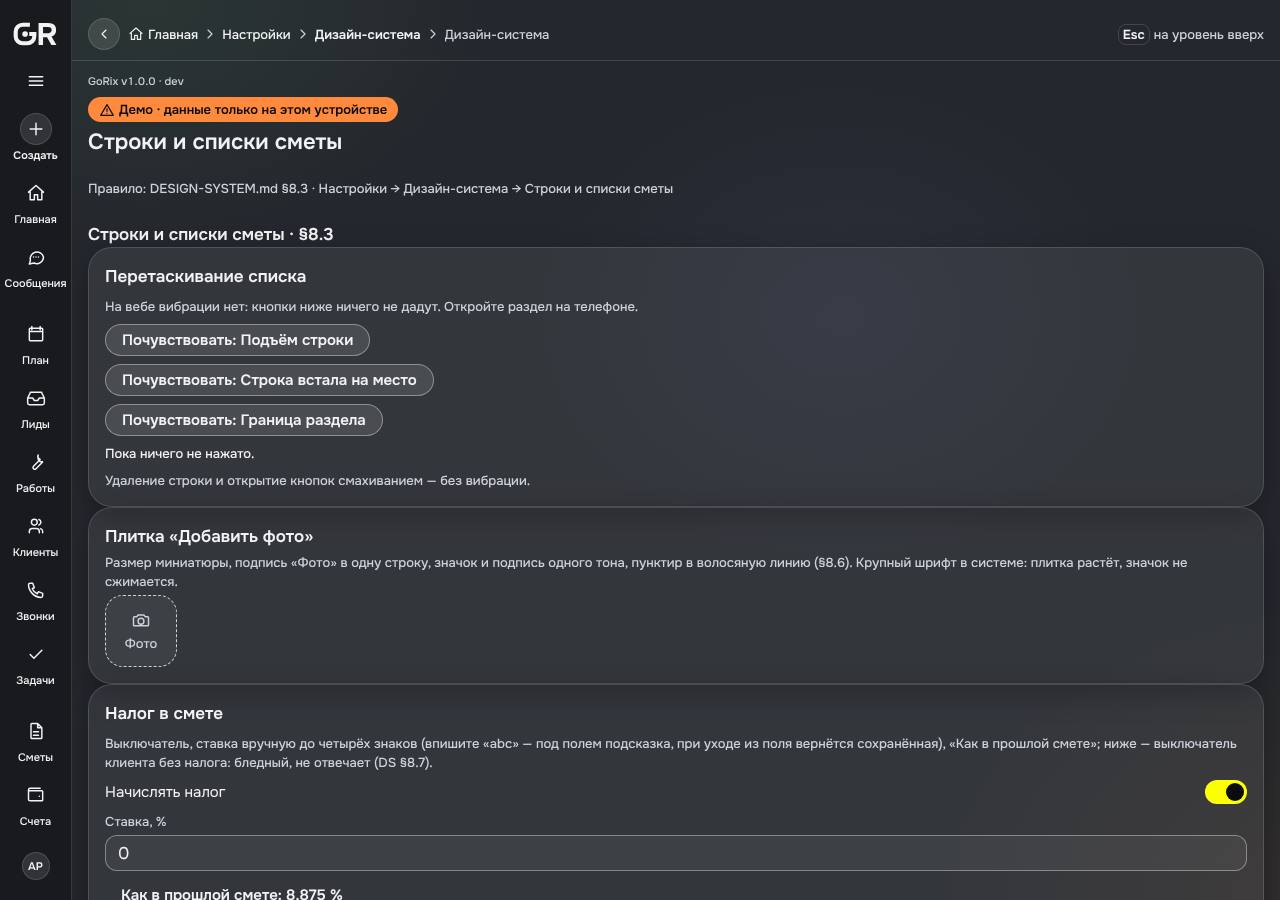 GR
Создать
Главная
Сообщения
План
Лиды
Работы
Клиенты
Звонки
Задачи
Сметы
Счета
AP
Главная
Настройки
Дизайн-система
Дизайн-система
Esc на уровень вверх
GoRix v1.0.0 · dev
Демо · данные только на этом устройстве
Строки и списки сметы
Правило: DESIGN-SYSTEM.md §8.3 · Настройки → Дизайн-система → Строки и списки сметы
Строки и списки сметы · §8.3
Перетаскивание списка
На вебе вибрации нет: кнопки ниже ничего не дадут. Откройте раздел на телефоне.
Почувствовать: Подъём строки
Почувствовать: Строка встала на место
Почувствовать: Граница раздела
Пока ничего не нажато.
Удаление строки и открытие кнопок смахиванием — без вибрации.
Плитка «Добавить фото»
Размер миниатюры, подпись «Фото» в одну строку, значок и подпись одного тона, пунктир в волосяную линию (§8.6). Крупный шрифт в системе: плитка растёт, значок не
сжимается.
Фото
Налог в смете
Выключатель, ставка вручную до четырёх знаков (впишите «abc» — под полем подсказка, при уходе из поля вернётся сохранённая), «Как в прошлой смете»; ниже — выключатель
клиента без налога: бледный, не отвечает (DS §8.7).
Начислять налог
Ставка, %
0
Как в прошлой смете: 8.875 %